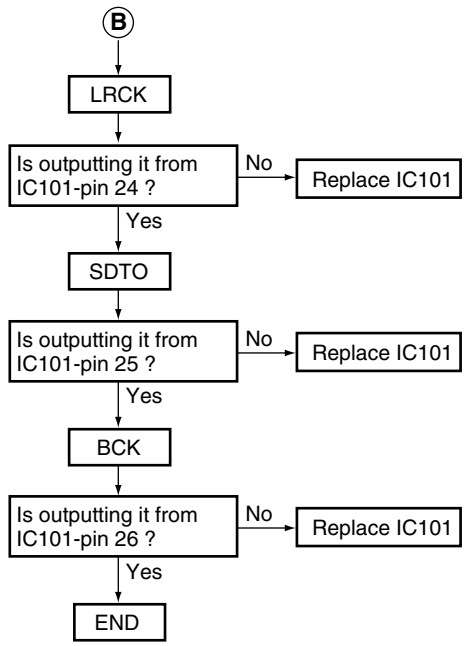 B
LRCK
Is outputting it from
IC101-pin 24 ?
No
Replace IC101
Yes
SDTO
Is outputting it from
IC101-pin 25 ?
No
Replace IC101
Yes
BCK
Is outputting it from
IC101-pin 26 ?
No
Replace IC101
Yes
END